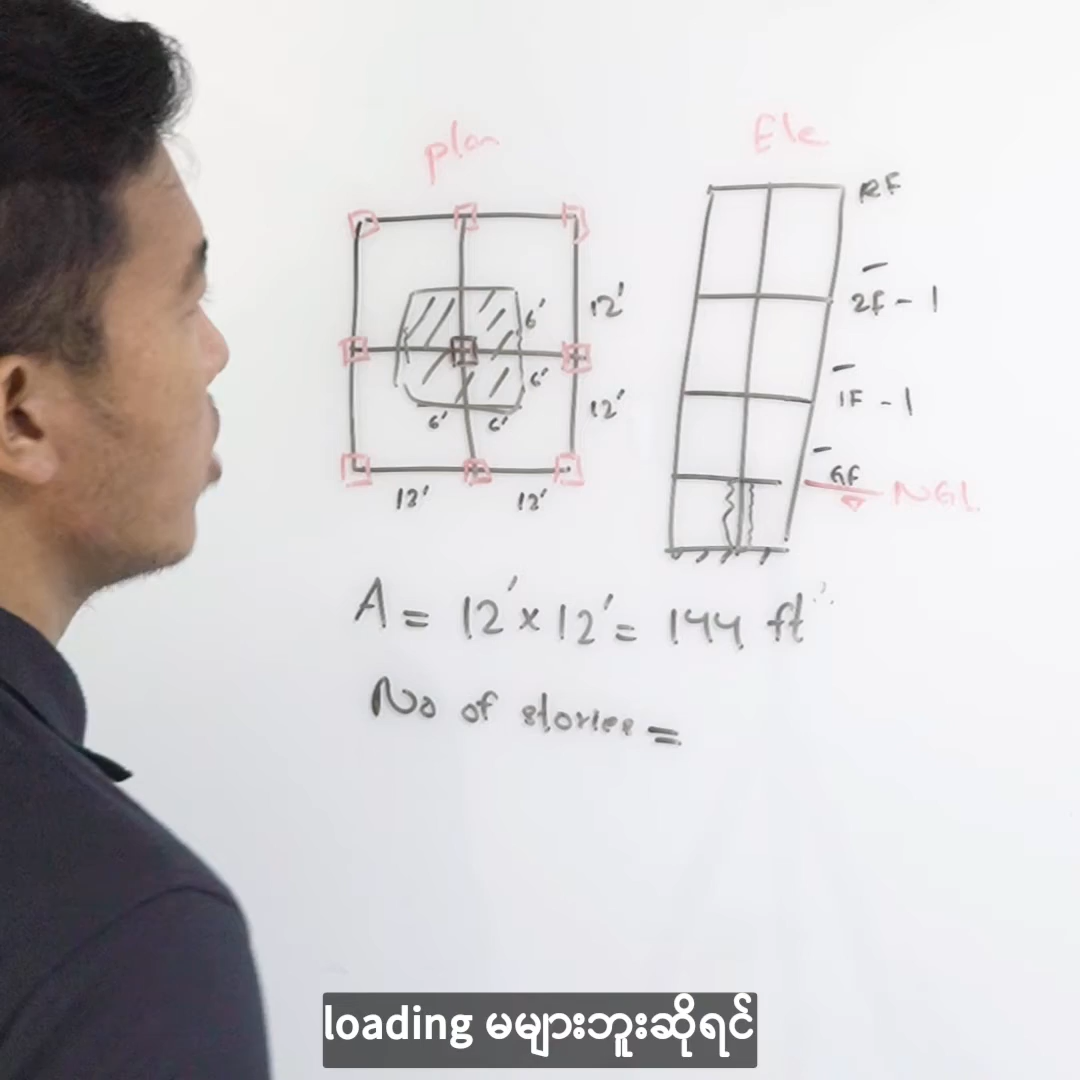 plan
Ele
RF
12'
6'
2F - 1
6'
12'
1F - 1
6' 6'
GF
NGL
12' 12'
A = 12' x 12' = 144 ft
No of stories =
loading မများဘူးဆိုရင်